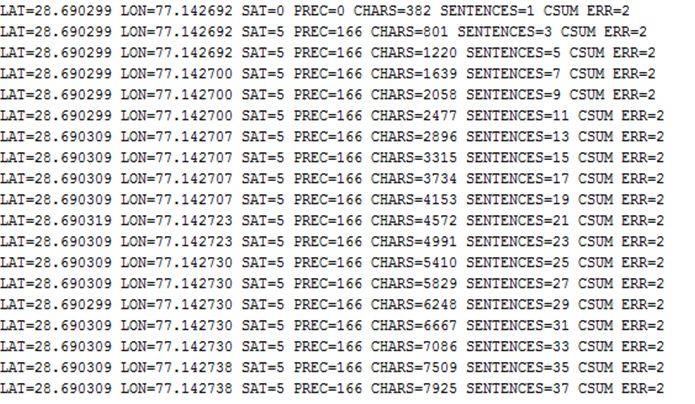 LAT=28.690299 LON=77.142692 SAT=0 PREC=0 CHARS=382 SENTENCES=1 CSUM ERR=2
LAT=28.690299 LON=77.142692 SAT=5 PREC=166 CHARS=801 SENTENCES=3 CSUM ERR=2
LAT=28.690299 LON=77.142692 SAT=5 PREC=166 CHARS=1220 SENTENCES=5 CSUM ERR=2
LAT=28.690299 LON=77.142700 SAT=5 PREC=166 CHARS=1639 SENTENCES=7 CSUM ERR=2
LAT=28.690299 LON=77.142700 SAT=5 PREC=166 CHARS=2058 SENTENCES=9 CSUM ERR=2
LAT=28.690299 LON=77.142700 SAT=5 PREC=166 CHARS=2477 SENTENCES=11 CSUM ERR=2
LAT=28.690309 LON=77.142707 SAT=5 PREC=166 CHARS=2896 SENTENCES=13 CSUM ERR=2
LAT=28.690309 LON=77.142707 SAT=5 PREC=166 CHARS=3315 SENTENCES=15 CSUM ERR=2
LAT=28.690309 LON=77.142707 SAT=5 PREC=166 CHARS=3734 SENTENCES=17 CSUM ERR=2
LAT=28.690309 LON=77.142707 SAT=5 PREC=166 CHARS=4153 SENTENCES=19 CSUM ERR=2
LAT=28.690319 LON=77.142723 SAT=5 PREC=166 CHARS=4572 SENTENCES=21 CSUM ERR=2
LAT=28.690309 LON=77.142723 SAT=5 PREC=166 CHARS=4991 SENTENCES=23 CSUM ERR=2
LAT=28.690309 LON=77.142730 SAT=5 PREC=166 CHARS=5410 SENTENCES=25 CSUM ERR=2
LAT=28.690309 LON=77.142730 SAT=5 PREC=166 CHARS=5829 SENTENCES=27 CSUM ERR=2
LAT=28.690299 LON=77.142730 SAT=5 PREC=166 CHARS=6248 SENTENCES=29 CSUM ERR=2
LAT=28.690309 LON=77.142730 SAT=5 PREC=166 CHARS=6667 SENTENCES=31 CSUM ERR=2
LAT=28.690309 LON=77.142730 SAT=5 PREC=166 CHARS=7086 SENTENCES=33 CSUM ERR=2
LAT=28.690309 LON=77.142738 SAT=5 PREC=166 CHARS=7509 SENTENCES=35 CSUM ERR=2
LAT=28.690309 LON=77.142738 SAT=5 PREC=166 CHARS=7925 SENTENCES=37 CSUM ERR=2